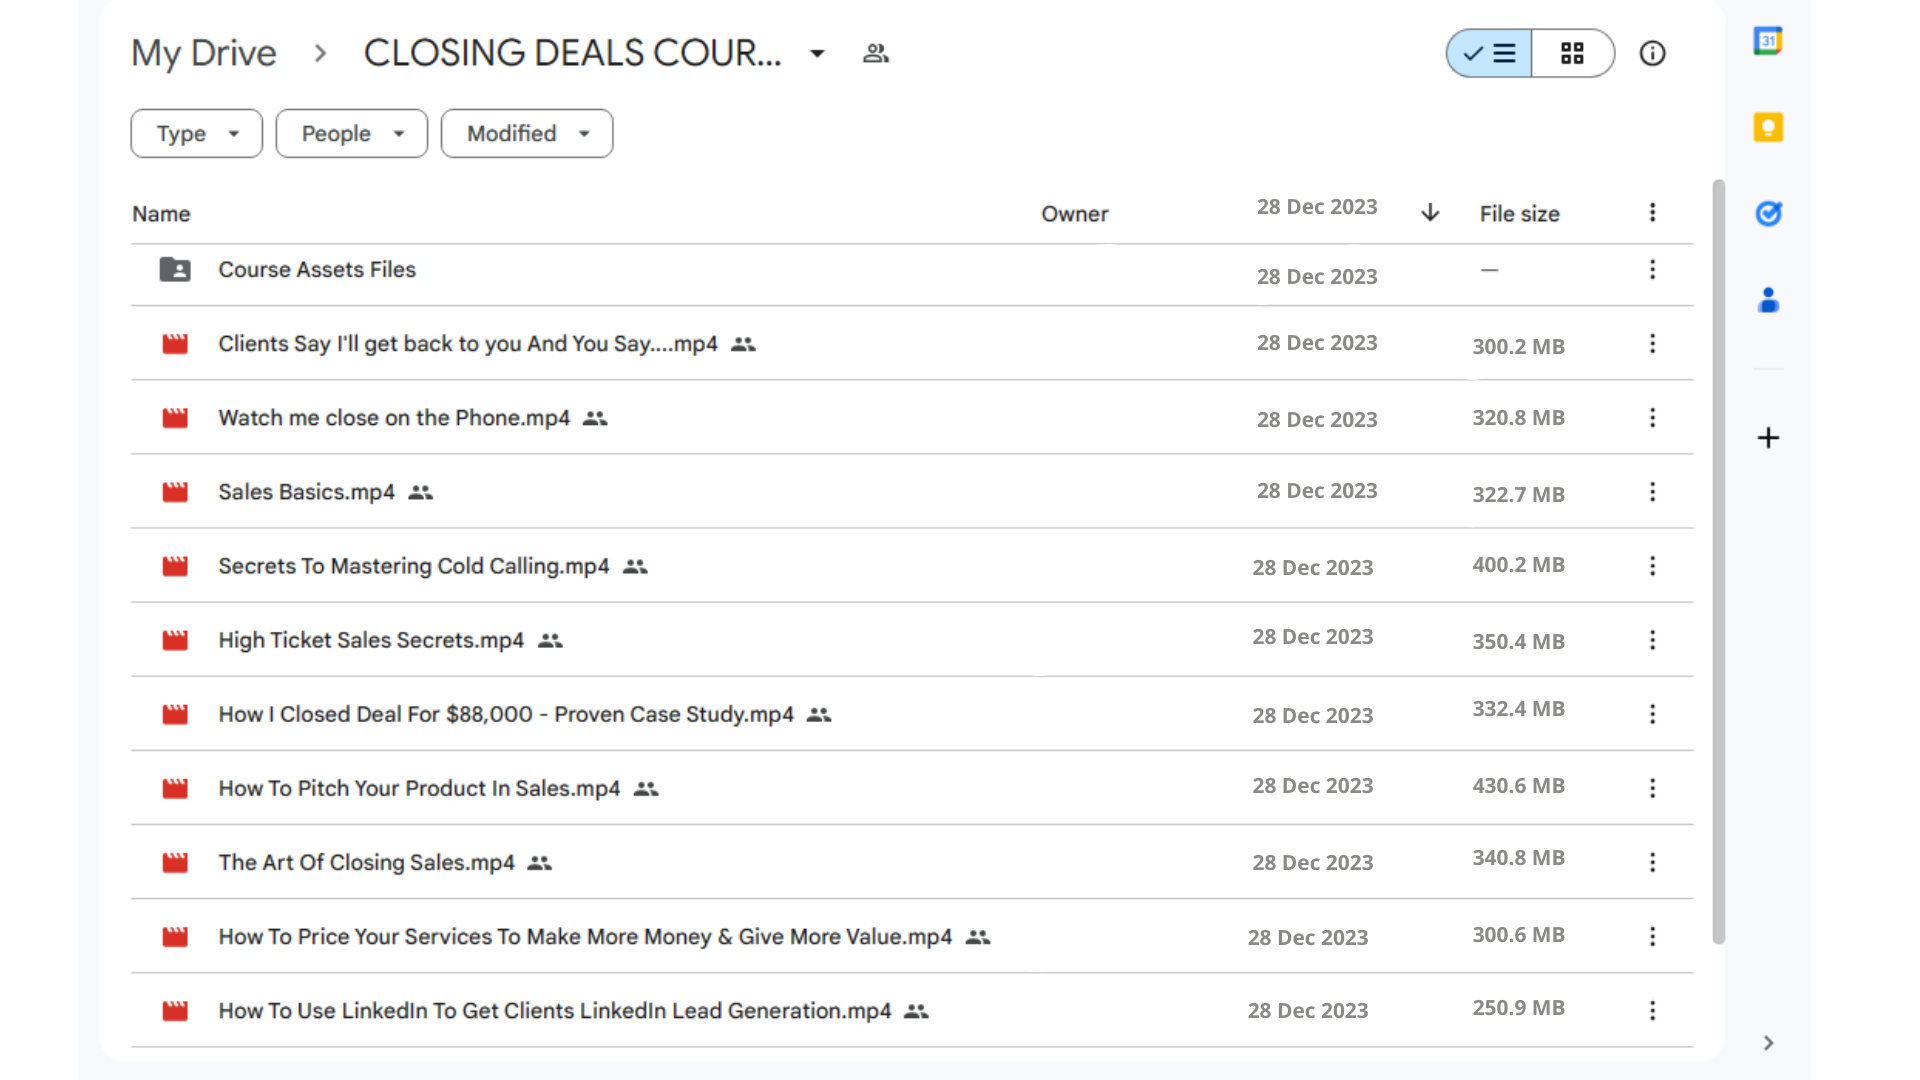 My Drive > CLOSING DEALS COUR...
Type People Modified
Name Owner 28 Dec 2023 File size
Course Assets Files 28 Dec 2023 —
Clients Say I'll get back to you And You Say....mp4 28 Dec 2023 300.2 MB
Watch me close on the Phone.mp4 28 Dec 2023 320.8 MB
Sales Basics.mp4 28 Dec 2023 322.7 MB
Secrets To Mastering Cold Calling.mp4 28 Dec 2023 400.2 MB
High Ticket Sales Secrets.mp4 28 Dec 2023 350.4 MB
How I Closed Deal For $88,000 - Proven Case Study.mp4 28 Dec 2023 332.4 MB
How To Pitch Your Product In Sales.mp4 28 Dec 2023 430.6 MB
The Art Of Closing Sales.mp4 28 Dec 2023 340.8 MB
How To Price Your Services To Make More Money & Give More Value.mp4 28 Dec 2023 300.6 MB
How To Use LinkedIn To Get Clients LinkedIn Lead Generation.mp4 28 Dec 2023 250.9 MB
31